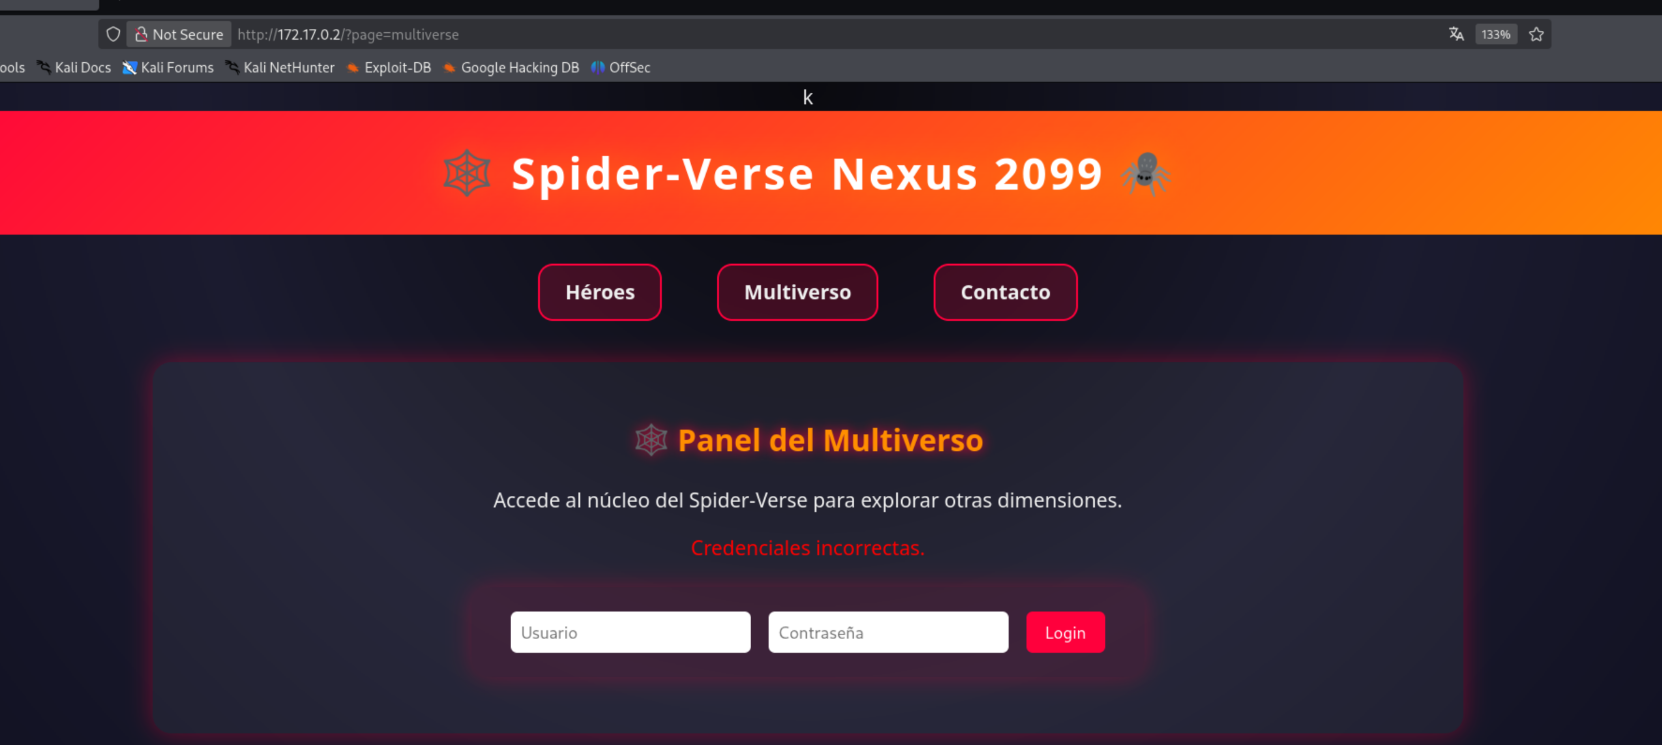 Not Secure http://172.17.0.2/?page=multiverse 133%
ools Kali Docs Kali Forums Kali NetHunter Exploit-DB Google Hacking DB OffSec
k
Spider-Verse Nexus 2099
Héroes Multiverso Contacto
Panel del Multiverso
Accede al núcleo del Spider-Verse para explorar otras dimensiones.
Credenciales incorrectas.
Usuario Contraseña Login